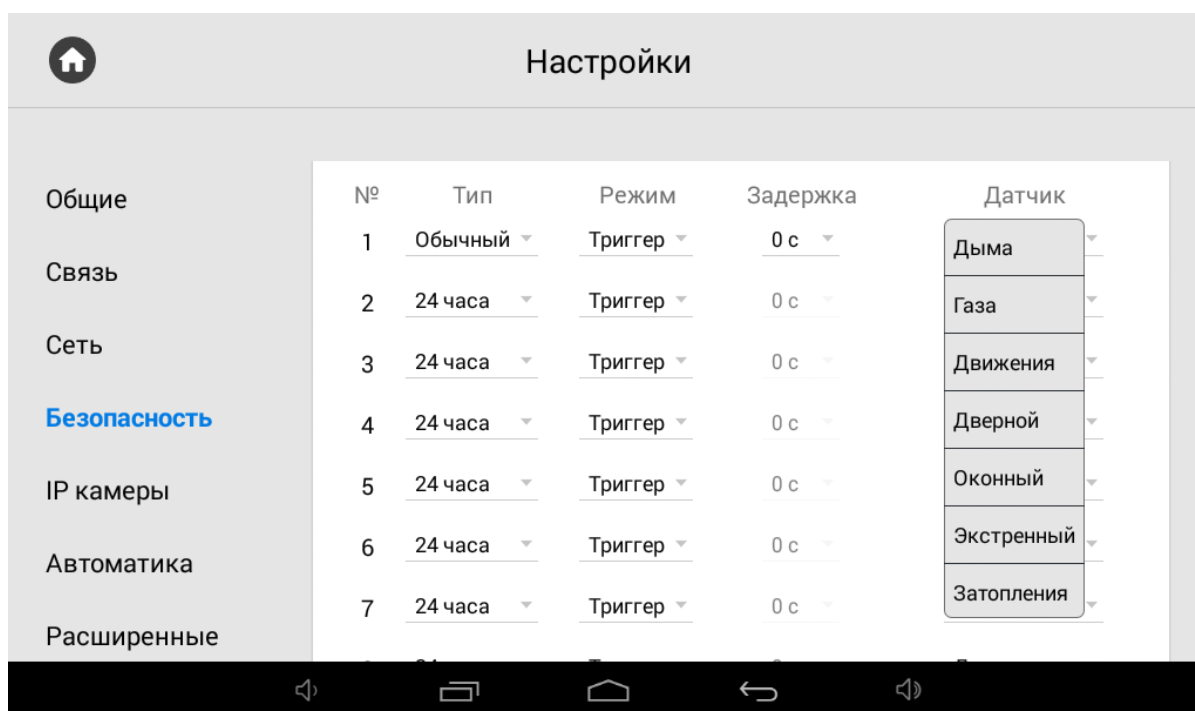 Настройки
Общие
Связь
Сеть
Безопасность
IP камеры
Автоматика
Расширенные
№ Тип Режим Задержка Датчик
1 Обычный Триггер 0 с
2 24 часа Триггер 0 с
3 24 часа Триггер 0 с
4 24 часа Триггер 0 с
5 24 часа Триггер 0 с
6 24 часа Триггер 0 с
7 24 часа Триггер 0 с
Дыма
Газа
Движения
Дверной
Оконный
Экстренный
Затопления